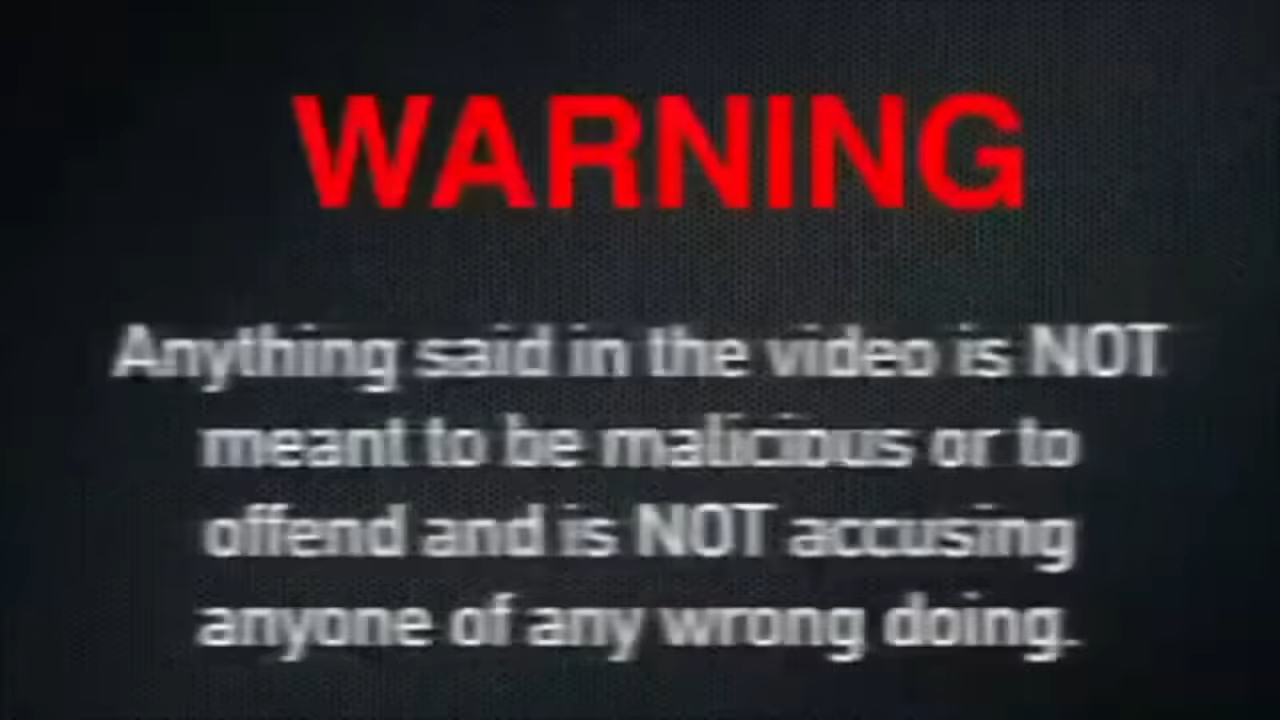 WARNING
Anything said in the video is NOT
meant to be malicious or to
offend and is NOT accusing
anyone of any wrong doing.